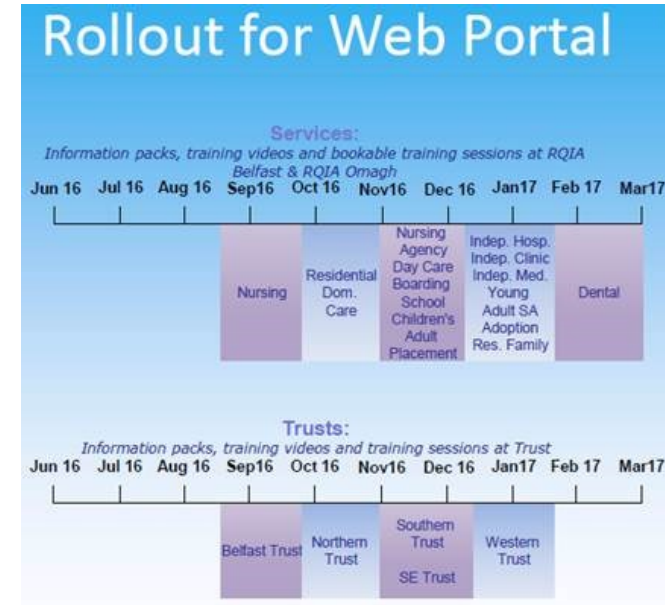 Rollout for Web Portal
Services:
Information packs, training videos and bookable training sessions at RQIA
Belfast & RQIA Omagh
Jun 16 Jul 16 Aug 16 Sep16 Oct 16 Nov16 Dec 16 Jan17 Feb 17 Mar17
Nursing
Residential
Dom.
Care
Nursing
Agency
Day Care
Boarding
School
Children's
Adult
Placement
Indep. Hosp.
Indep. Clinic
Indep. Med.
Young
Adult SA
Adoption
Res. Family
Dental
Trusts:
Information packs, training videos and training sessions at Trust
Jun 16 Jul 16 Aug 16 Sep16 Oct 16 Nov16 Dec 16 Jan17 Feb 17 Mar17
Belfast Trust
Northern
Trust
Southern
Trust
SE Trust
Western
Trust